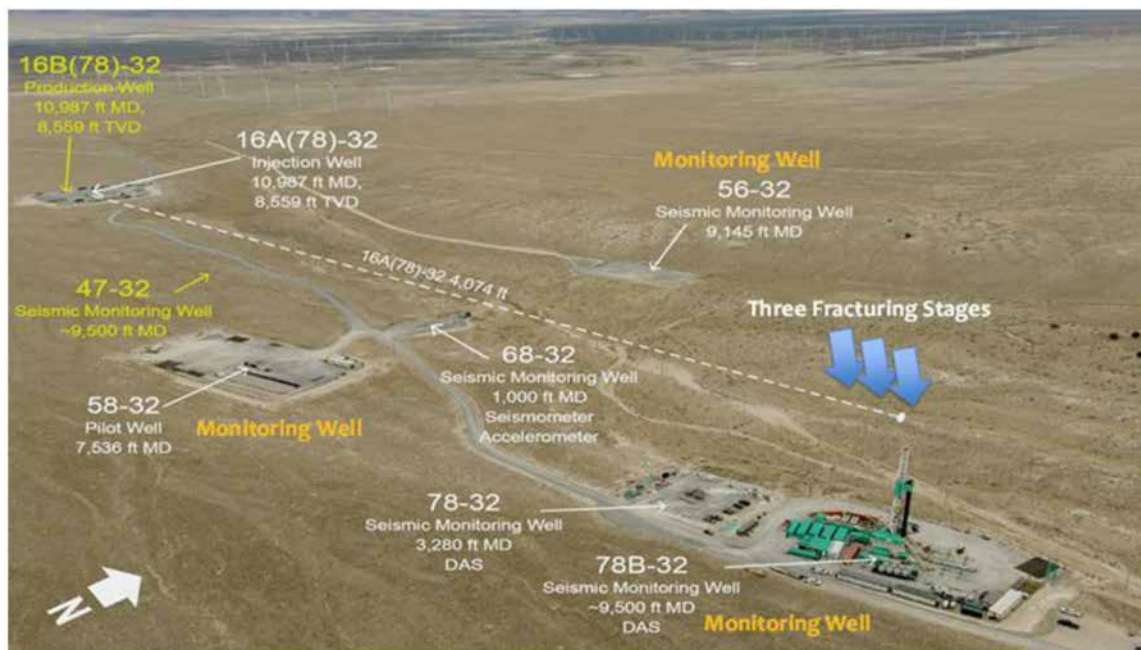 16B(78)-32
Production Well
10,987 ft MD,
8,559 ft TVD
16A(78)-32
Injection Well
10,987 ft MD,
8,559 ft TVD
Monitoring Well
56-32
Seismic Monitoring Well
9,145 ft MD
16A(78)-32 4,074 ft
47-32
Seismic Monitoring Well
~9,500 ft MD
Three Fracturing Stages
68-32
Seismic Monitoring Well
1,000 ft MD
Seismometer
Accelerometer
58-32
Pilot Well
7,536 ft MD
Monitoring Well
78-32
Seismic Monitoring Well
3,280 ft MD
DAS
78B-32
Seismic Monitoring Well
~9,500 ft MD
DAS
Monitoring Well
N